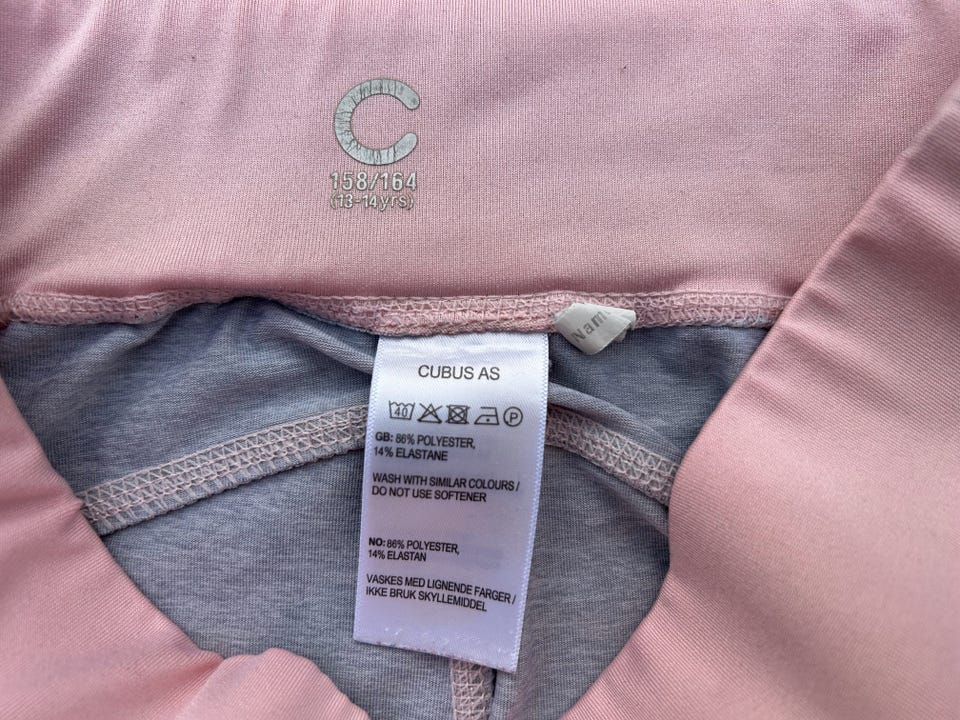 C
158/164
(13-14yrs)
Nam
CUBUS AS
40 P
GB: 86% POLYESTER,
14% ELASTANE
WASH WITH SIMILAR COLOURS /
DO NOT USE SOFTENER
NO: 86% POLYESTER,
14% ELASTAN
VASKES MED LIGNENDE FARGER /
IKKE BRUK SKYLLEMIDDEL